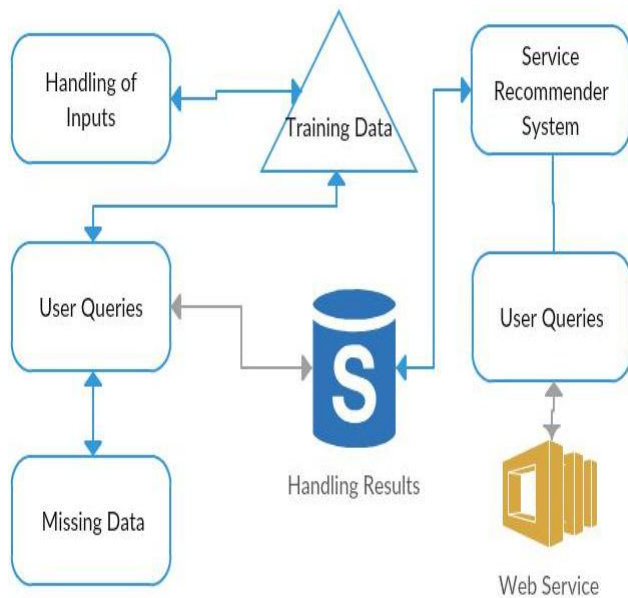 Handling of
Inputs
Training Data
Service
Recommender
System
User Queries
User Queries
S
Handling Results
Missing Data
Web Service